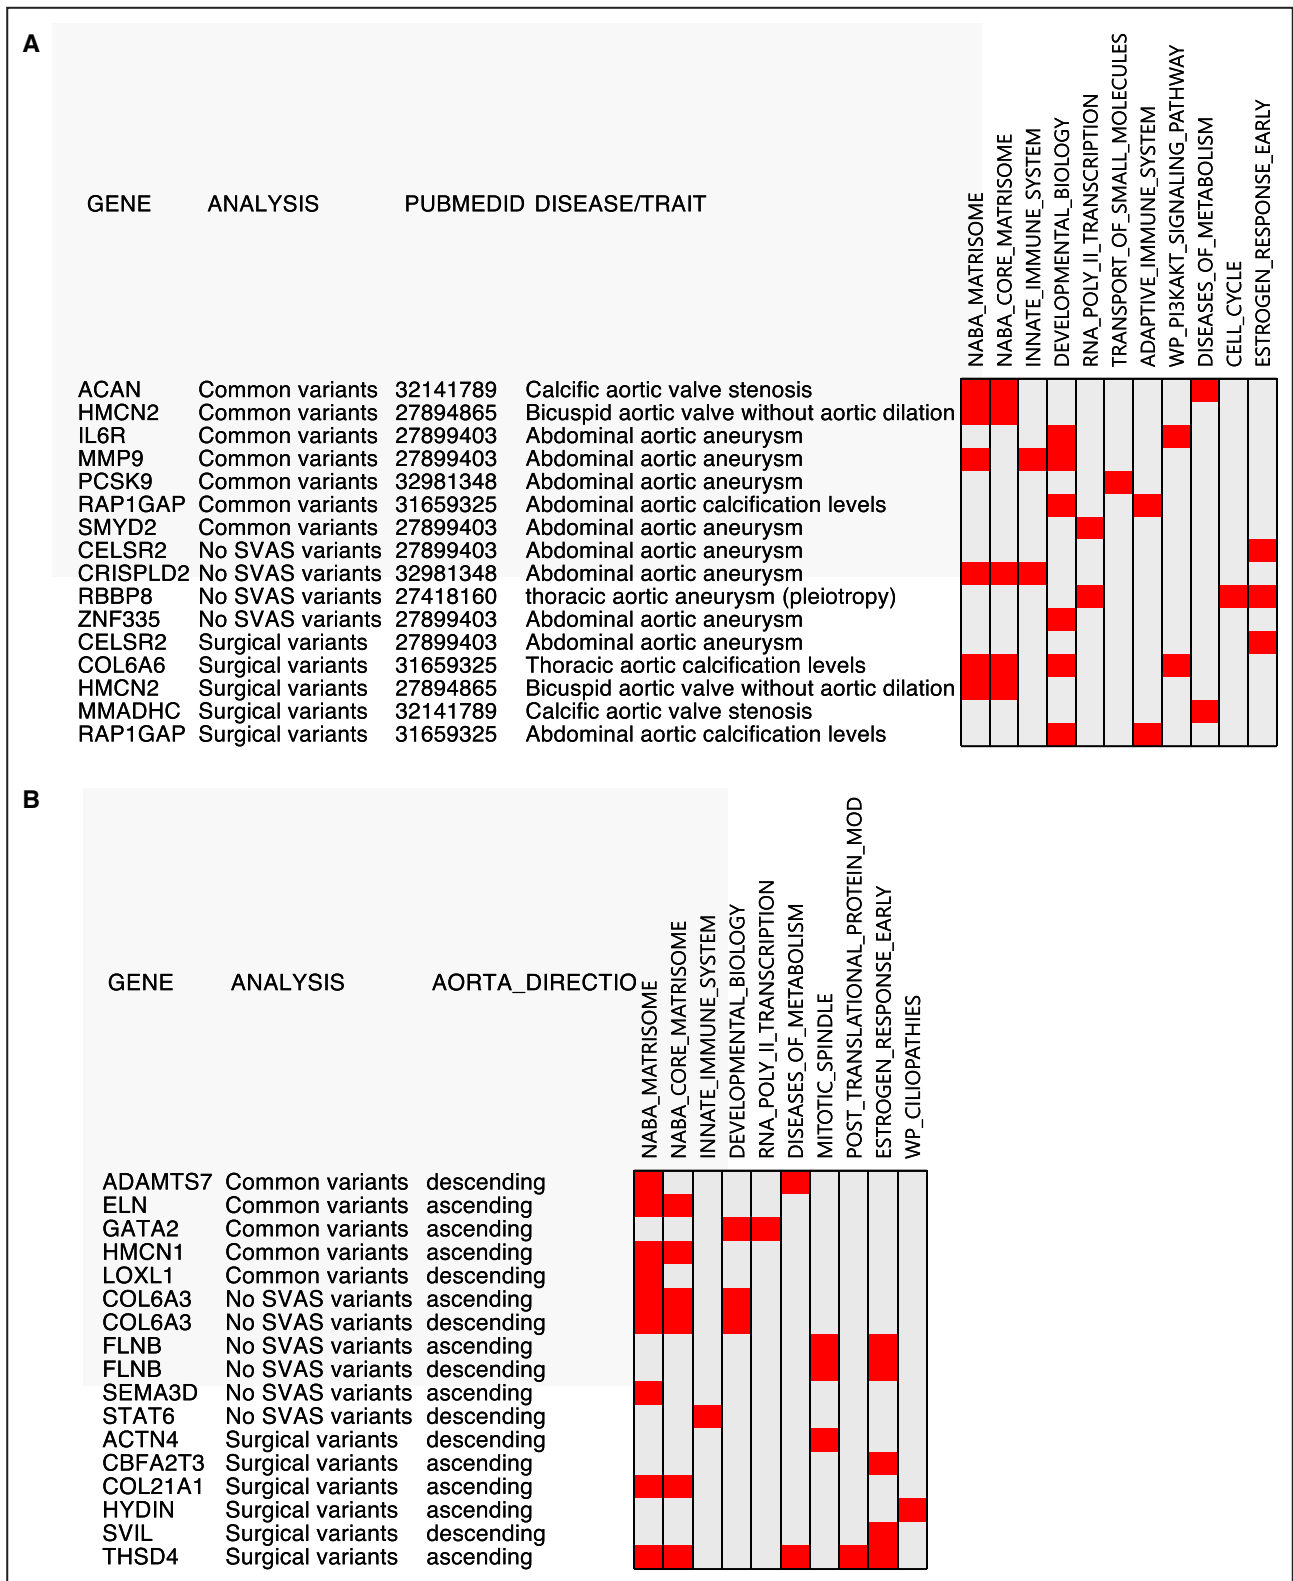 A
GENE ANALYSIS PUBMEDID DISEASE/TRAIT
NABA_MATRISOME
NABA_CORE_MATRISOME
INNATE_IMMUNE_SYSTEM
DEVELOPMENTAL_BIOLOGY
RNA_POLY_II_TRANSCRIPTION
TRANSPORT_OF_SMALL_MOLECULES
ADAPTIVE_IMMUNE_SYSTEM
WP_PI3KAKT_SIGNALING_PATHWAY
DISEASES_OF_METABOLISM
CELL_CYCLE
ESTROGEN_RESPONSE_EARLY
ACAN Common variants 32141789 Calcific aortic valve stenosis
HMCN2 Common variants 27894865 Bicuspid aortic valve without aortic dilation
IL6R Common variants 27899403 Abdominal aortic aneurysm
MMP9 Common variants 27899403 Abdominal aortic aneurysm
PCSK9 Common variants 32981348 Abdominal aortic aneurysm
RAP1GAP Common variants 31659325 Abdominal aortic calcification levels
SMYD2 Common variants 27899403 Abdominal aortic aneurysm
CELSR2 No SVAS variants 27899403 Abdominal aortic aneurysm
CRISPLD2 No SVAS variants 32981348 Abdominal aortic aneurysm
RBBP8 No SVAS variants 27418160 thoracic aortic aneurysm (pleiotropy)
ZNF335 No SVAS variants 27899403 Abdominal aortic aneurysm
CELSR2 Surgical variants 27899403 Abdominal aortic aneurysm
COL6A6 Surgical variants 31659325 Thoracic aortic calcification levels
HMCN2 Surgical variants 27894865 Bicuspid aortic valve without aortic dilation
MMADHC Surgical variants 32141789 Calcific aortic valve stenosis
RAP1GAP Surgical variants 31659325 Abdominal aortic calcification levels
B
GENE ANALYSIS AORTA_DIRECTIO
NABA_MATRISOME
NABA_CORE_MATRISOME
INNATE_IMMUNE_SYSTEM
DEVELOPMENTAL_BIOLOGY
RNA_POLY_II_TRANSCRIPTION
DISEASES_OF_METABOLISM
MITOTIC_SPINDLE
POST_TRANSLATIONAL_PROTEIN_MOD
ESTROGEN_RESPONSE_EARLY
WP_CILIOPATHIES
ADAMTS7 Common variants descending
ELN Common variants ascending
GATA2 Common variants ascending
HMCN1 Common variants ascending
LOXL1 Common variants descending
COL6A3 No SVAS variants ascending
COL6A3 No SVAS variants descending
FLNB No SVAS variants ascending
FLNB No SVAS variants descending
SEMA3D No SVAS variants ascending
STAT6 No SVAS variants descending
ACTN4 Surgical variants descending
CBFA2T3 Surgical variants ascending
COL21A1 Surgical variants ascending
HYDIN Surgical variants ascending
SVIL Surgical variants descending
THSD4 Surgical variants ascending